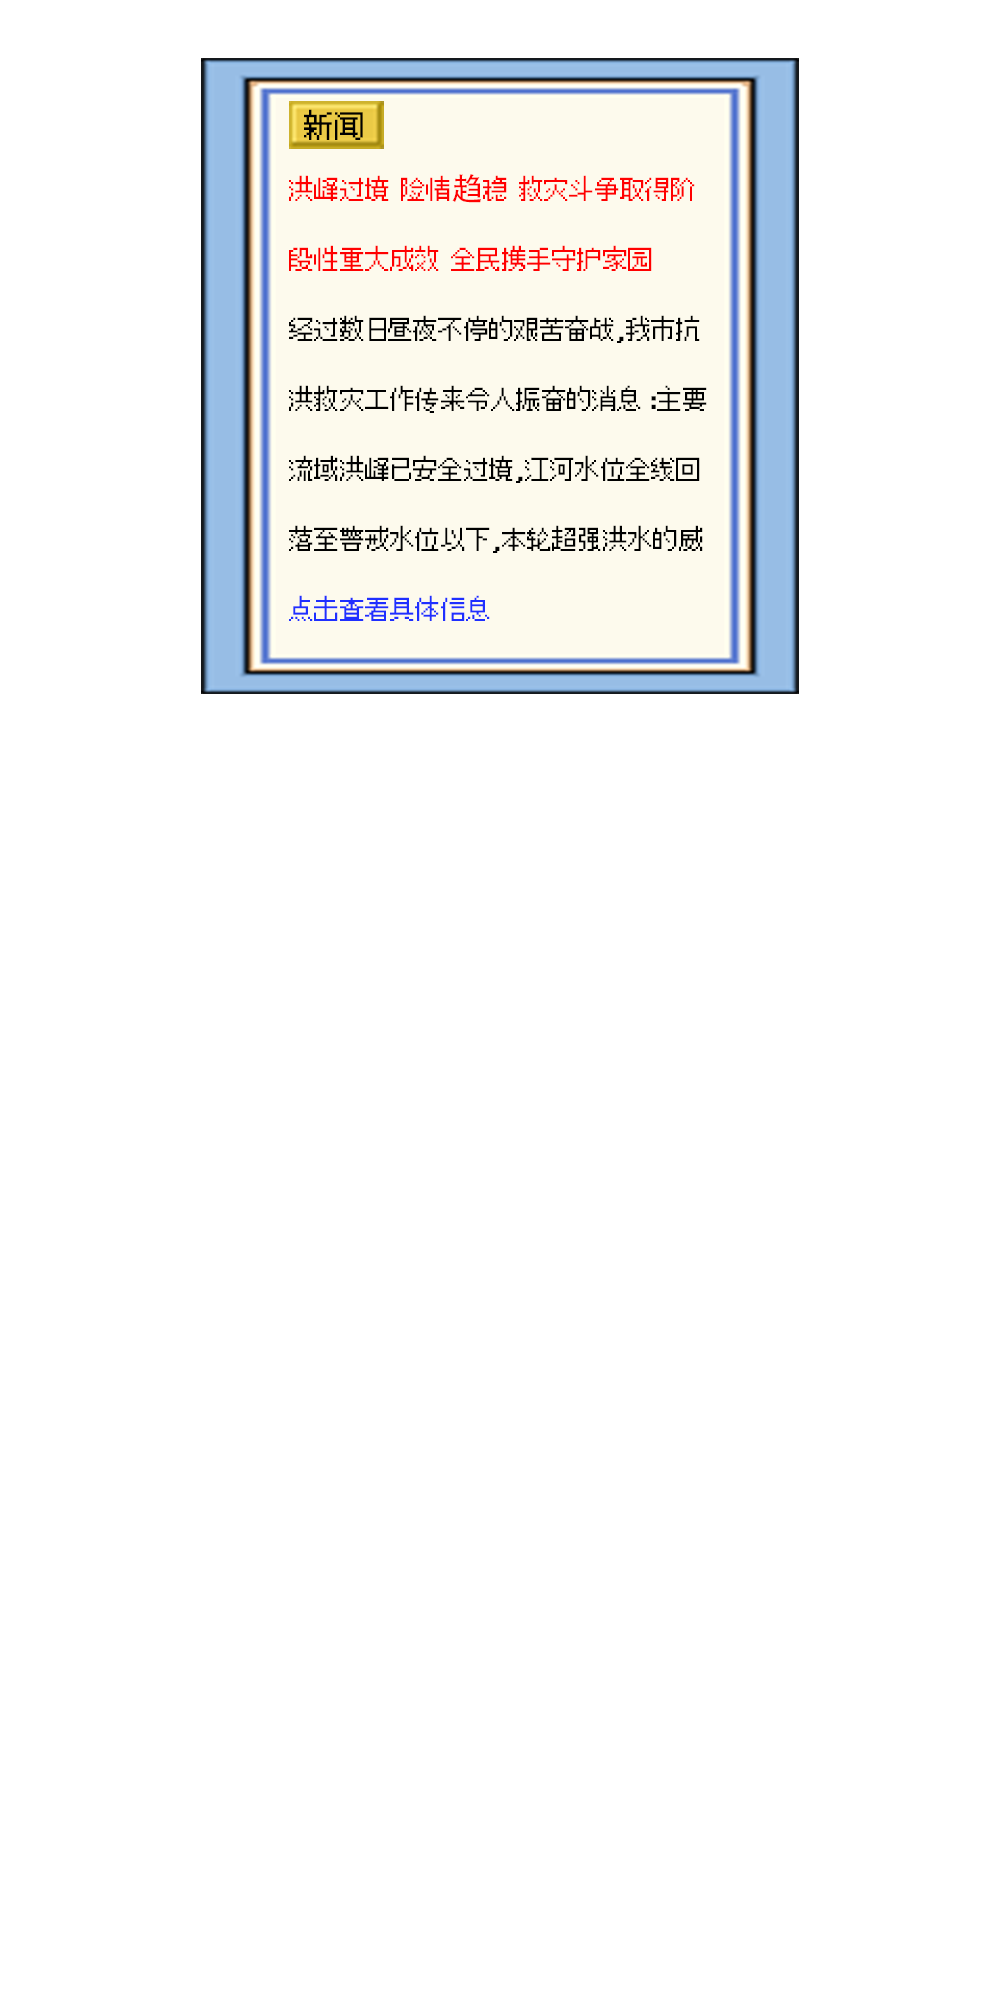 新闻
洪峰过境 险情趋稳 救灾斗争取得阶
段性重大成效 全民携手守护家园
经过数日昼夜不停的艰苦奋战,我市抗
洪救灾工作传来令人振奋的消息:主要
流域洪峰已安全过境,江河水位全线回
落至警戒水位以下,本轮超强洪水的威
点击查看具体信息